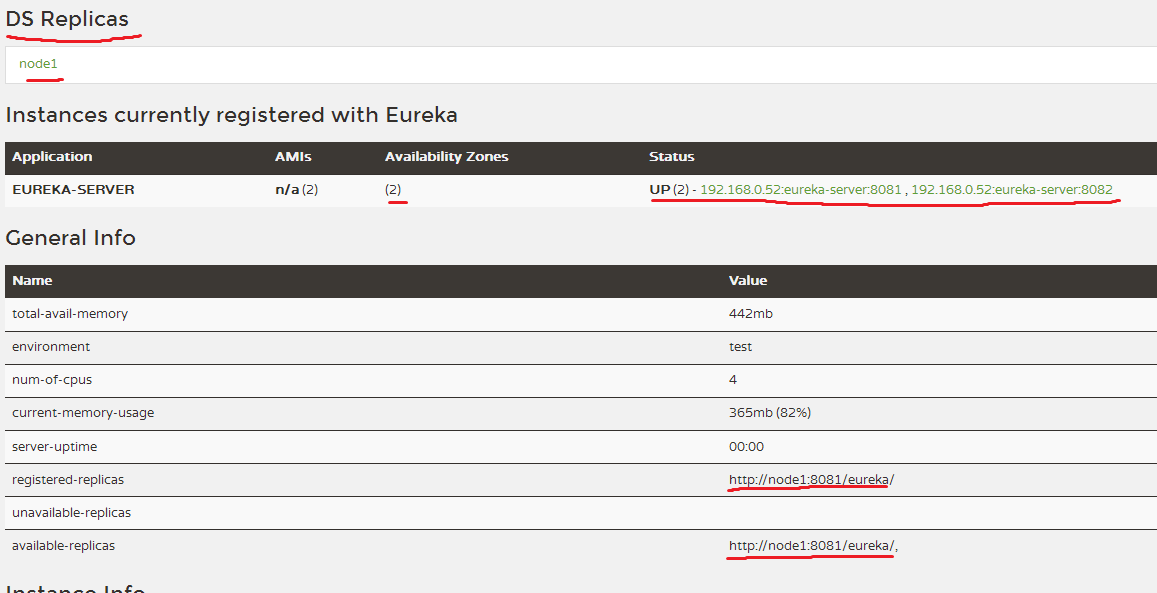 DS Replicas
node1
Instances currently registered with Eureka
Application AMIs Availability Zones Status
EUREKA-SERVER n/a (2) (2) UP (2) - 192.168.0.52:eureka-server:8081 , 192.168.0.52:eureka-server:8082
General Info
Name Value
total-avail-memory 442mb
environment test
num-of-cpus 4
current-memory-usage 365mb (82%)
server-uptime 00:00
registered-replicas http://node1:8081/eureka/
unavailable-replicas
available-replicas http://node1:8081/eureka/,
Instance Info